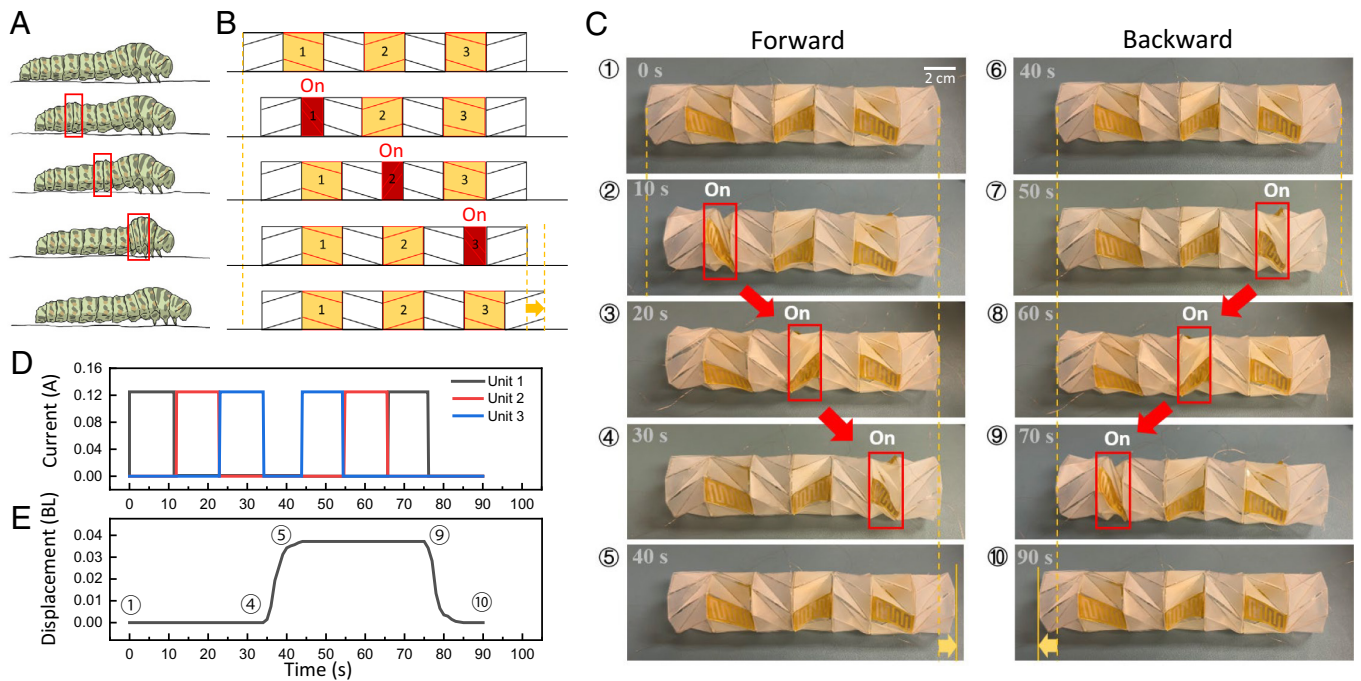 A
B
1 2 3
On
1 2 3
On
1 2 3
On
1 2 3
1 2 3
C
Forward
Backward
① 0 s
2 cm
② 10 s
On
③ 20 s
On
④ 30 s
On
⑤ 40 s
⑥ 40 s
⑦ 50 s
On
⑧ 60 s
On
⑨ 70 s
On
⑩ 90 s
D
Current (A)
0.16
0.12
0.08
0.04
0.00
Unit 1
Unit 2
Unit 3
0 10 20 30 40 50 60 70 80 90 100
E
Displacement (BL)
0.04
0.03
0.02
0.01
0.00
① ④ ⑤ ⑨ ⑩
0 10 20 30 40 50 60 70 80 90 100
Time (s)